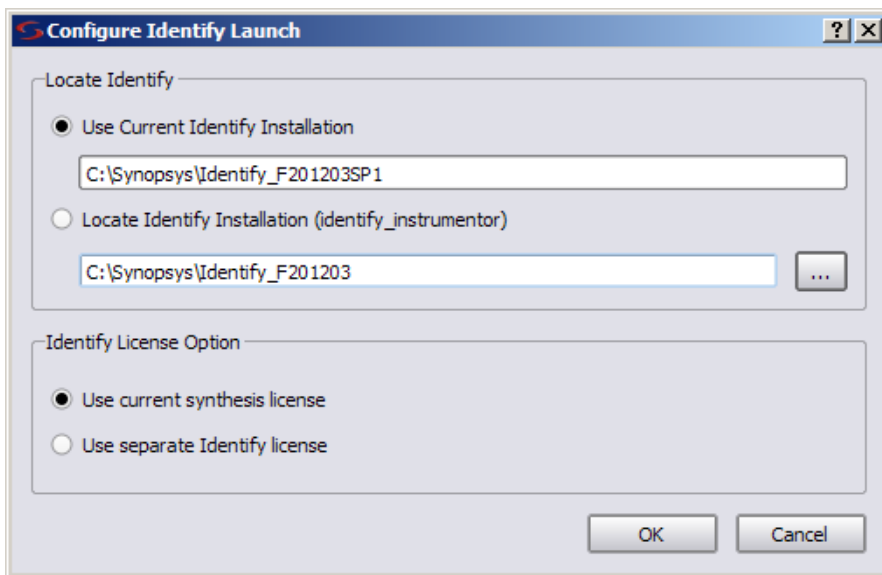 Configure Identify Launch
Locate Identify
Use Current Identify Installation
C:\Synopsys\Identify_F201203SP1
Locate Identify Installation (identify_instrumentor)
C:\Synopsys\Identify_F201203
...
Identify License Option
Use current synthesis license
Use separate Identify license
OK Cancel